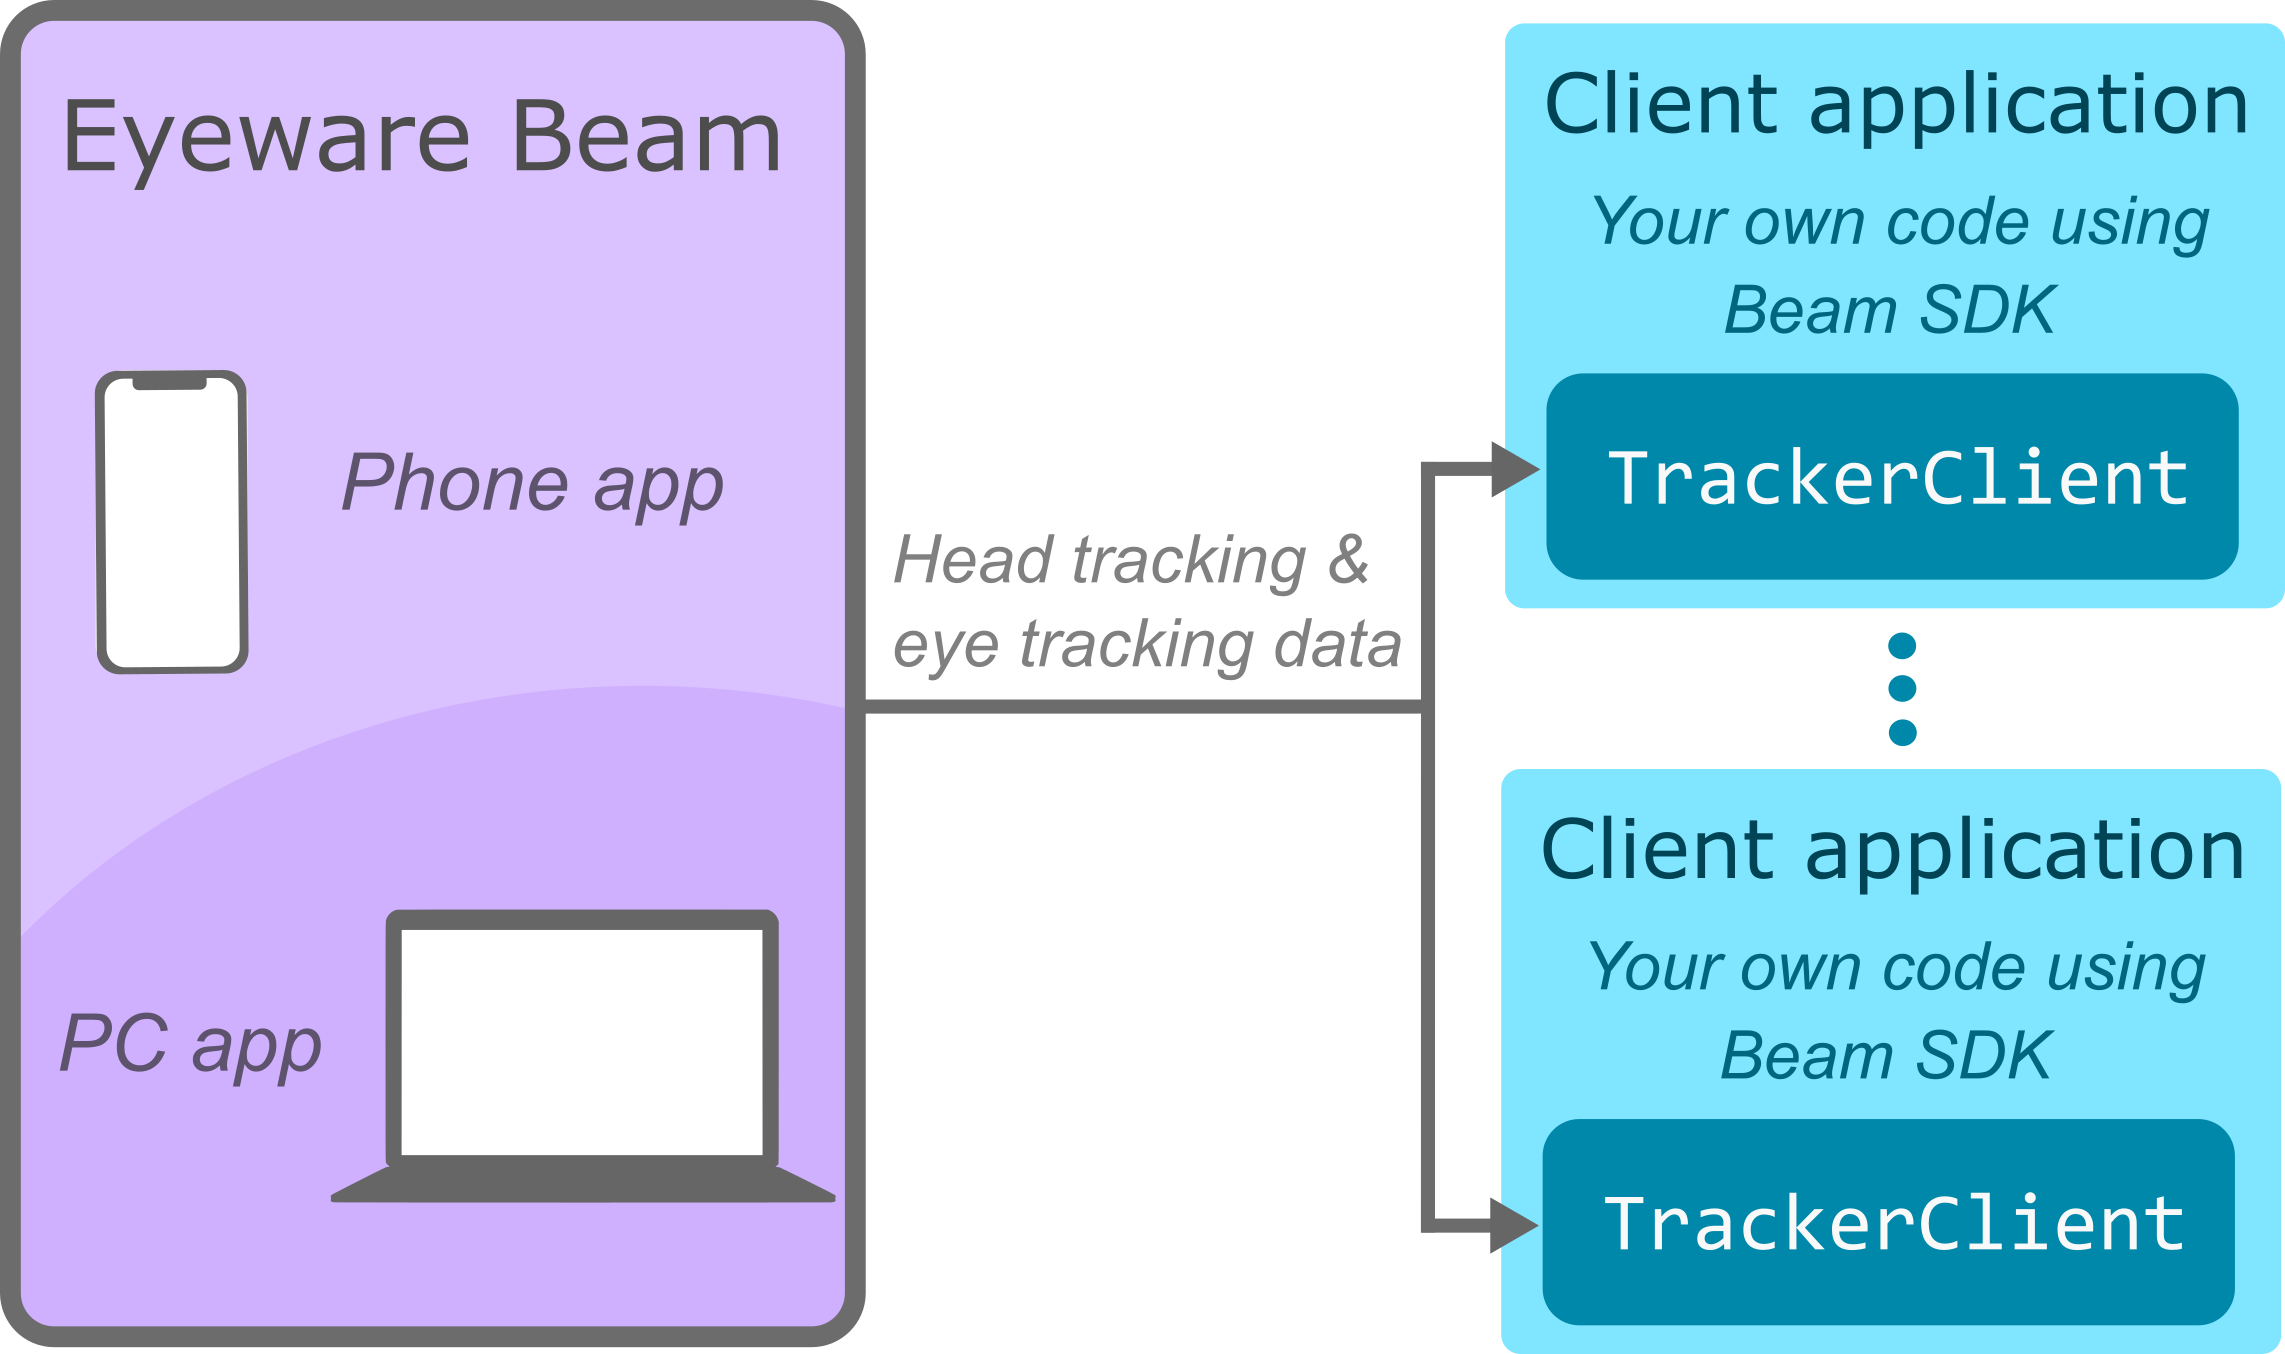 Eyeware Beam
Phone app
PC app
Head tracking &
eye tracking data
Client application
Your own code using
Beam SDK
TrackerClient
Client application
Your own code using
Beam SDK
TrackerClient